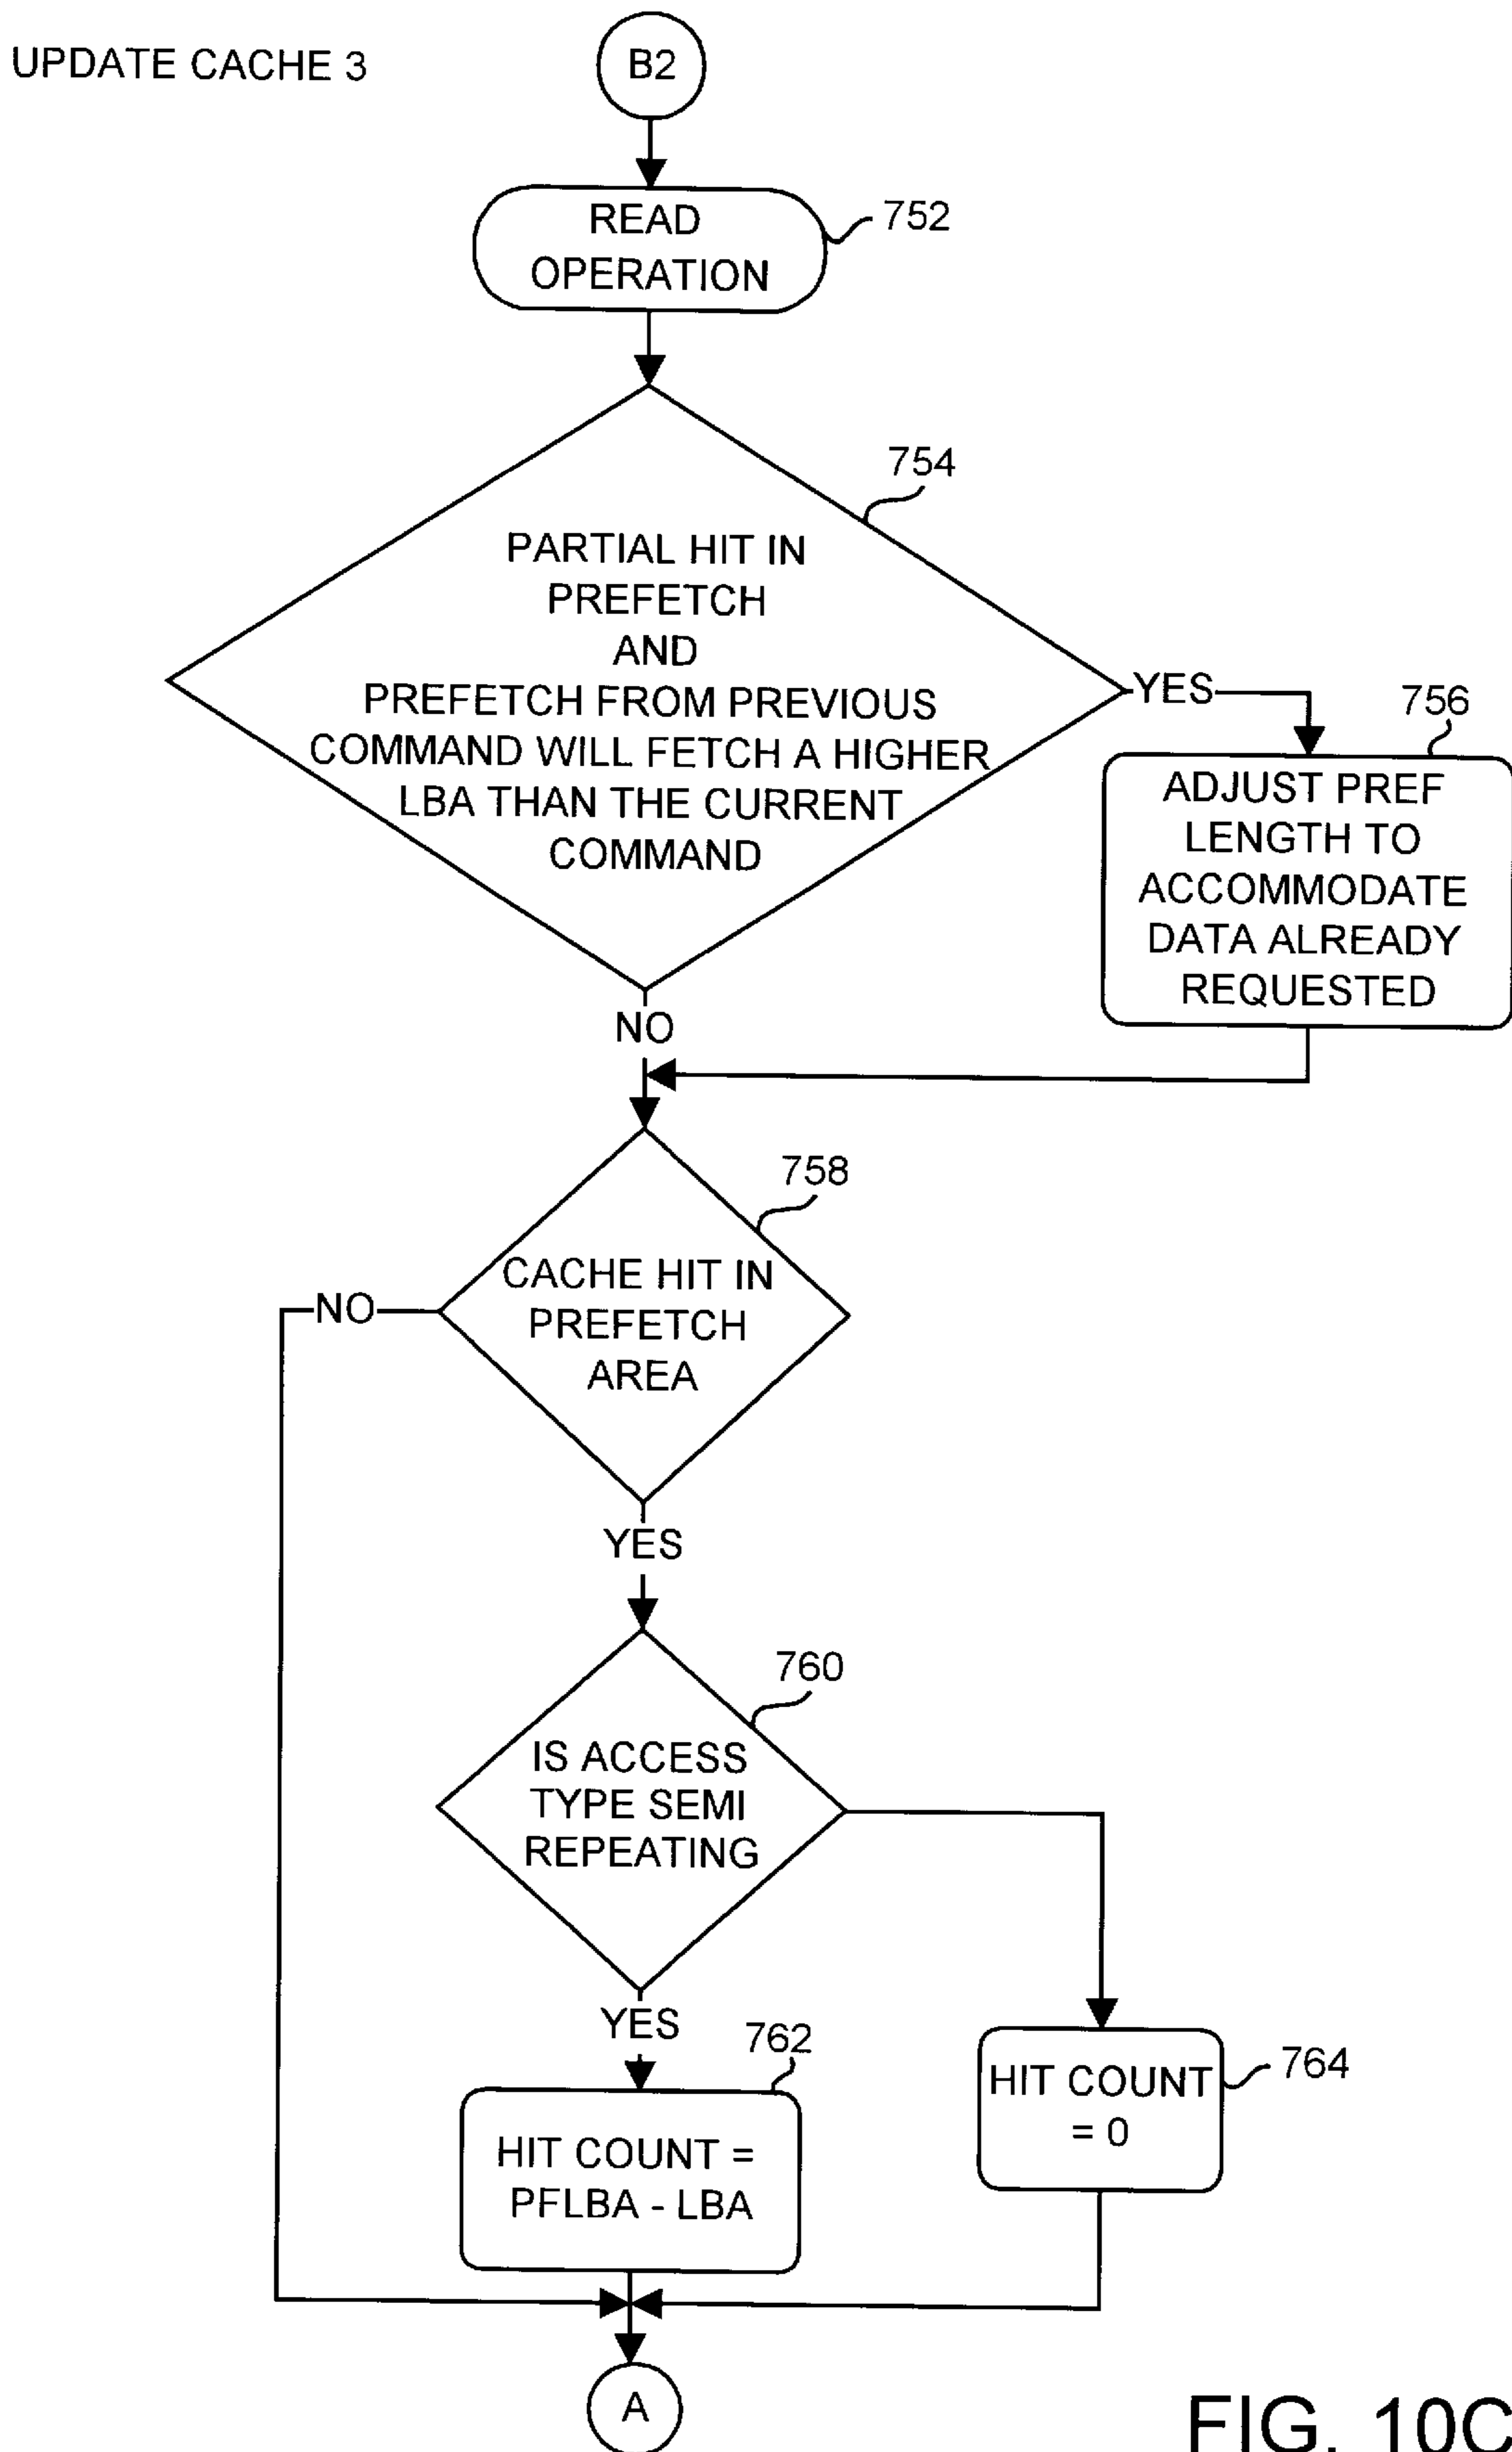 UPDATE CACHE 3
B2
READ
OPERATION
752
754
PARTIAL HIT IN
PREFETCH
AND
PREFETCH FROM PREVIOUS
COMMAND WILL FETCH A HIGHER
LBA THAN THE CURRENT
COMMAND
YES
756
ADJUST PREF
LENGTH TO
ACCOMMODATE
DATA ALREADY
REQUESTED
NO
758
CACHE HIT IN
PREFETCH
AREA
NO
YES
760
IS ACCESS
TYPE SEMI
REPEATING
YES
762
HIT COUNT =
PFLBA - LBA
764
HIT COUNT
= 0
A
FIG. 10C